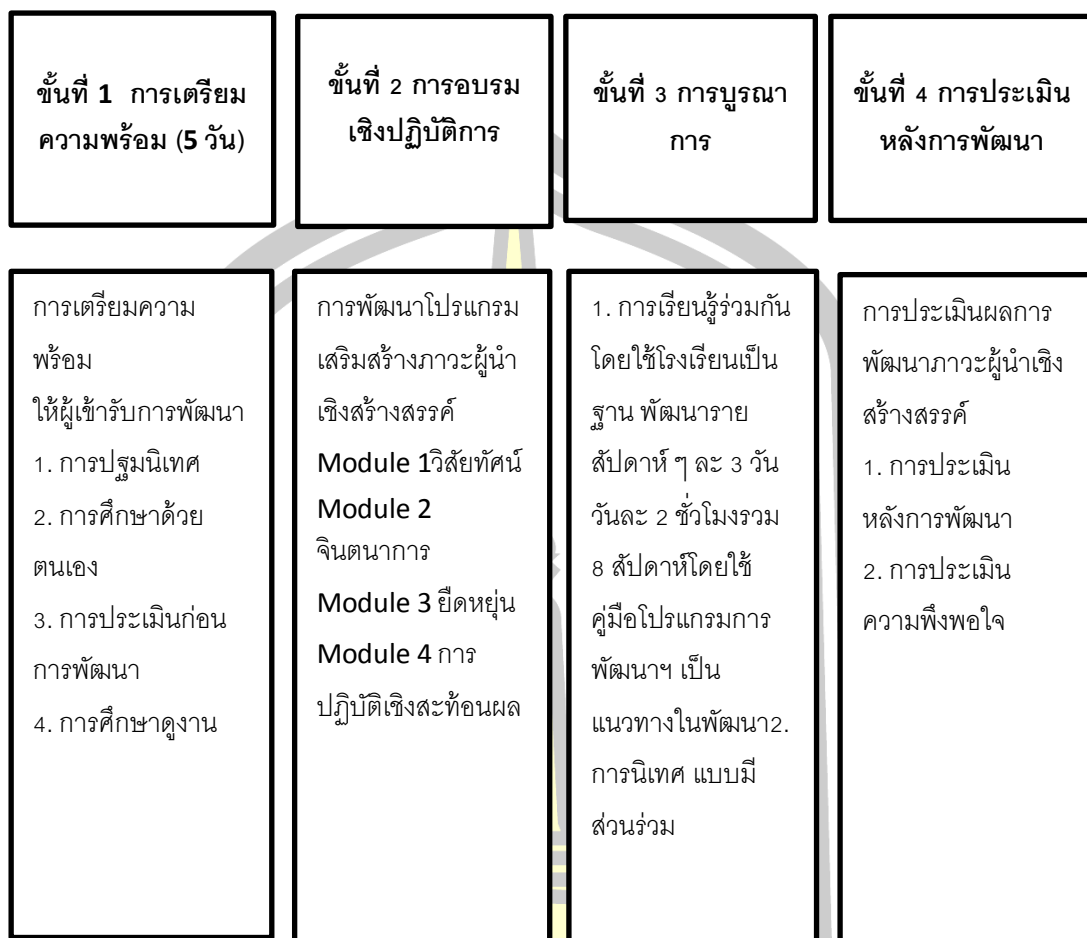 ขั้นที่ 1 การเตรียม
ความพร้อม (5 วัน)
ขั้นที่ 2 การอบรม
เชิงปฏิบัติการ
ขั้นที่ 3 การบูรณา
การ
ขั้นที่ 4 การประเมิน
หลังการพัฒนา
การเตรียมความ
พร้อม
ให้ผู้เข้ารับการพัฒนา
1. การปฐมนิเทศ
2. การศึกษาด้วย
ตนเอง
3. การประเมินก่อน
การพัฒนา
4. การศึกษาดูงาน
การพัฒนาโปรแกรม
เสริมสร้างภาวะผู้นำ
เชิงสร้างสรรค์
Module 1วิสัยทัศน์
Module 2
จินตนาการ
Module 3 ยืดหยุ่น
Module 4 การ
ปฏิบัติเชิงสะท้อนผล
1. การเรียนรู้ร่วมกัน
โดยใช้โรงเรียนเป็น
ฐาน พัฒนาราย
สัปดาห์ ๆ ละ 3 วัน
วันละ 2 ชั่วโมงรวม
8 สัปดาห์โดยใช้
คู่มือโปรแกรมการ
พัฒนาฯ เป็น
แนวทางในพัฒนา2.
การนิเทศ แบบมี
ส่วนร่วม
การประเมินผลการ
พัฒนาภาวะผู้นำเชิง
สร้างสรรค์
1. การประเมิน
หลังการพัฒนา
2. การประเมิน
ความพึงพอใจ